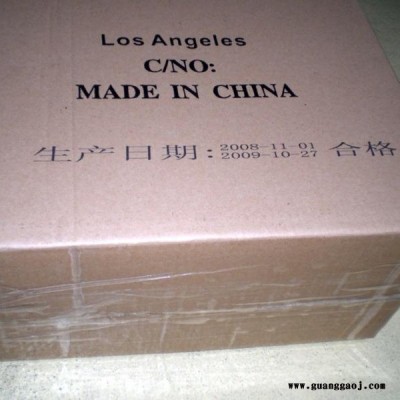 Los Angeles
C/NO:
MADE IN CHINA
生产日期: 2008-11-01 合格
2009-10-27
www.guanggaoj.com